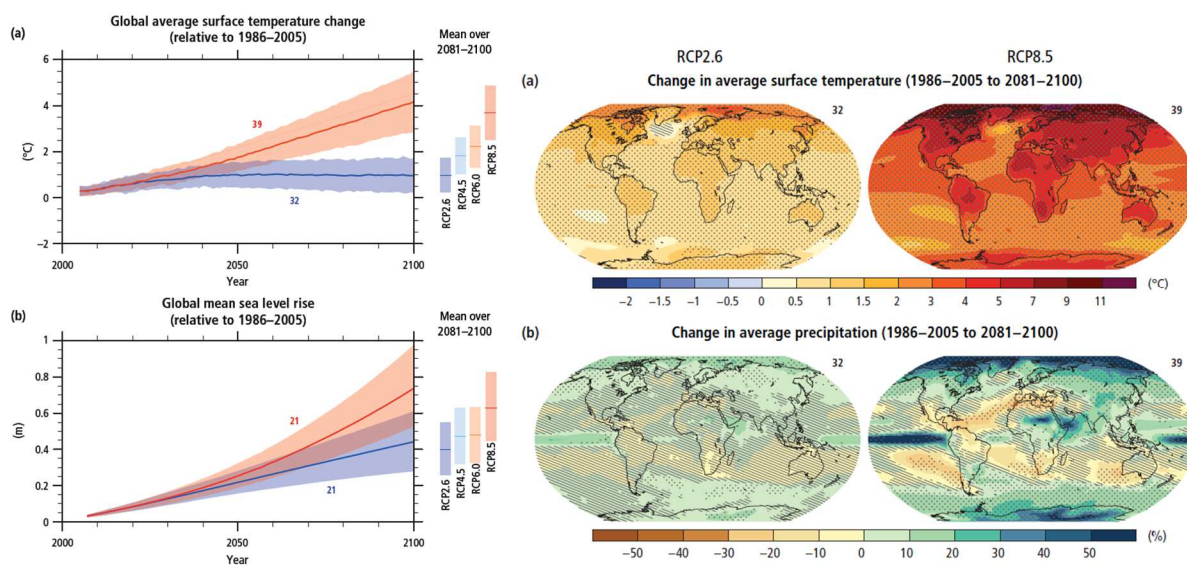 Global average surface temperature change
(relative to 1986–2005)
(a)
Mean over
2081–2100
6
4
2
0
−2
(°C)
39
32
2000
2050
2100
Year
RCP2.6
RCP4.5
RCP6.0
RCP8.5
Global mean sea level rise
(relative to 1986–2005)
(b)
Mean over
2081–2100
1
0.8
0.6
0.4
0.2
0
(m)
21
21
2000
2050
2100
Year
RCP2.6
RCP4.5
RCP6.0
RCP8.5
RCP2.6
RCP8.5
(a)
Change in average surface temperature (1986–2005 to 2081–2100)
32
39
−2 −1.5 −1 −0.5 0 0.5 1 1.5 2 3 4 5 7 9 11
(°C)
(b)
Change in average precipitation (1986–2005 to 2081–2100)
32
39
−50 −40 −30 −20 −10 0 10 20 30 40 50
(%)